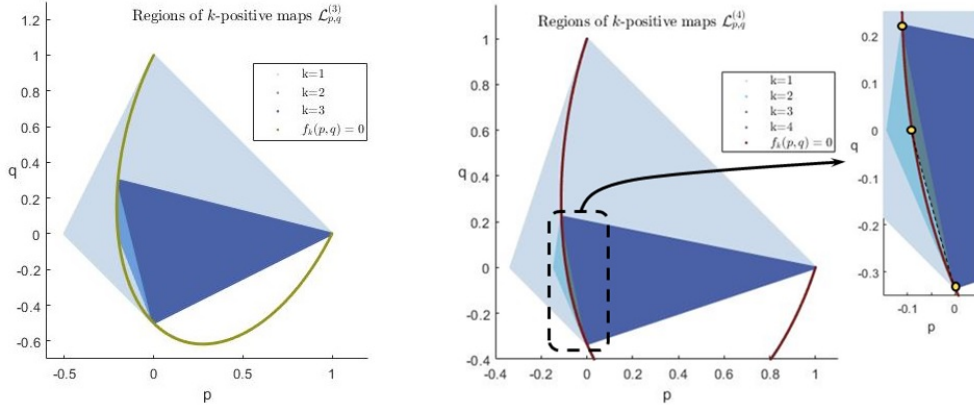 Regions of k-positive maps 𝓛_{p,q}^{(3)}
1.2
1
0.8
0.6
0.4
0.2
0
-0.2
-0.4
-0.6
q
-0.5
0
0.5
1
p
k=1
k=2
k=3
f_k(p,q) = 0
Regions of k-positive maps 𝓛_{p,q}^{(4)}
1
0.8
0.6
0.4
0.2
0
-0.2
-0.4
q
-0.4
-0.2
0
0.2
0.4
0.6
0.8
1
p
k=1
k=2
k=3
k=4
f_k(p,q) = 0
0.2
0.1
0
-0.1
-0.2
-0.3
q
-0.1
0
p